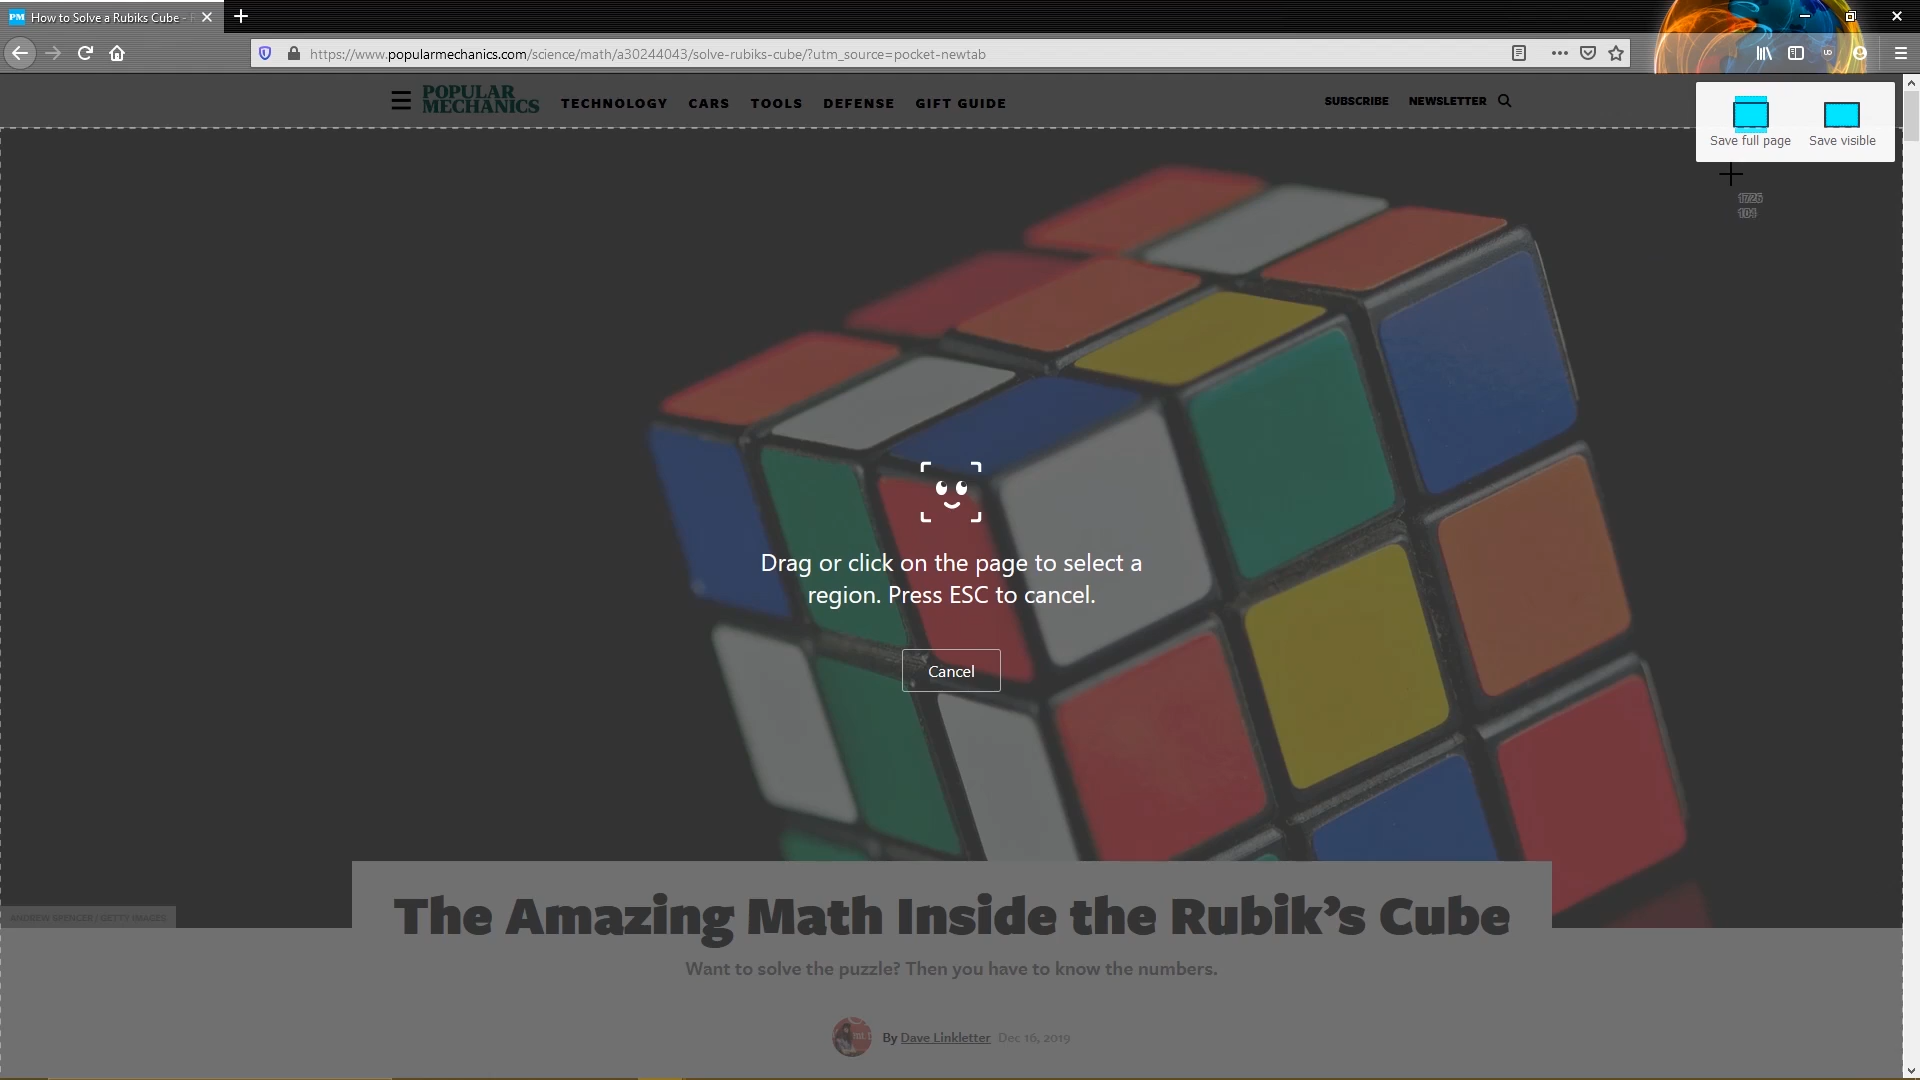 PM How to Solve a Rubiks Cube -
https://www.popularmechanics.com/science/math/a30244043/solve-rubiks-cube/?utm_source=pocket-newtab
POPULAR
MECHANICS
TECHNOLOGY CARS TOOLS DEFENSE GIFT GUIDE
SUBSCRIBE NEWSLETTER
Save full page Save visible
1726
104
Drag or click on the page to select a
region. Press ESC to cancel.
Cancel
ANDREW SPENCER / GETTY IMAGES
The Amazing Math Inside the Rubik’s Cube
Want to solve the puzzle? Then you have to know the numbers.
By Dave Linkletter Dec 16, 2019